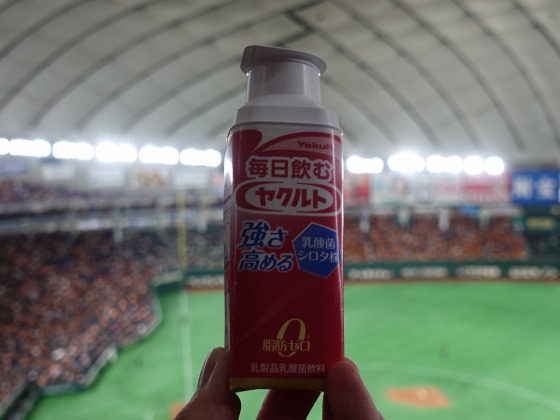 Yakult
毎日飲む
ヤクルト
強さ
高める
乳酸菌
シロタ株
0
脂肪ゼロ
乳製品乳酸菌飲料